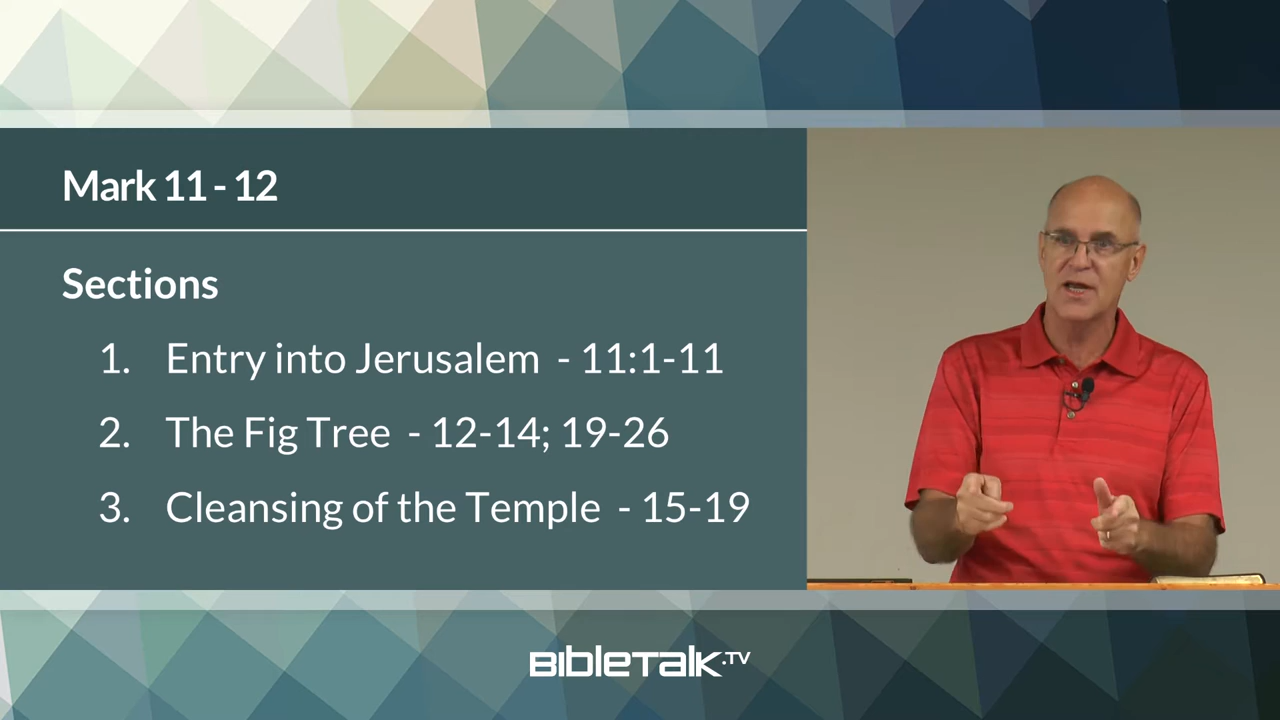 Mark 11 - 12
Sections
1. Entry into Jerusalem - 11:1-11
2. The Fig Tree - 12-14; 19-26
3. Cleansing of the Temple - 15-19
BIBLETALK.TV